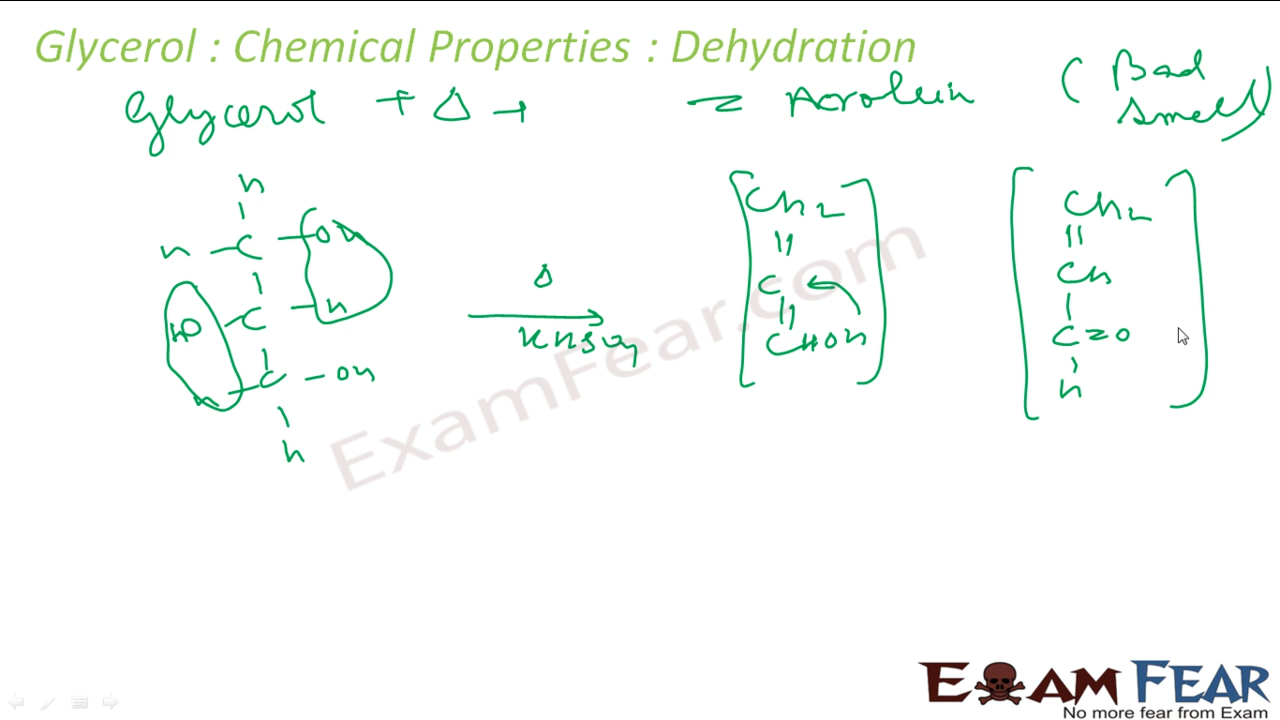 Glycerol : Chemical Properties : Dehydration
Glycerol + Δ → = Acrolein ( Bad
smell)
H
H - C - OH
HO - C - H
H - C - OH
H
Δ
KHSO4
CH2
||
C
||
CHOH
CH2
||
CH
|
C=O
|
H
ExamFear.com
EXAM FEAR
No more fear from Exam